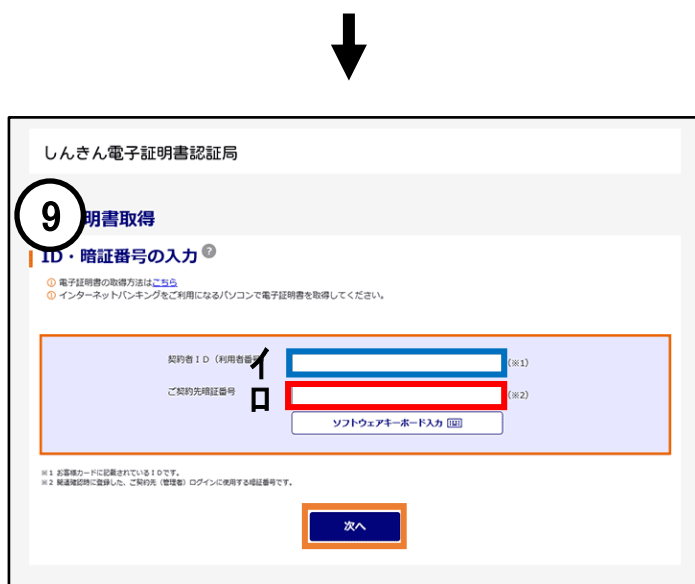 しんきん電子証明書認証局
⑨
明書取得
ID・暗証番号の入力 ?
電子証明書の取得方法はこちら
インターネットバンキングをご利用になるパソコンで電子証明書を取得してください。
契約者ID(利用者番 イ (※1)
ご契約先暗証番号 ロ (※2)
ソフトウェアキーボード入力
※1 お客様カードに記載されているIDです。
※2 開通確認時に登録した、ご契約先(管理者)ログインに使用する暗証番号です。
次へ